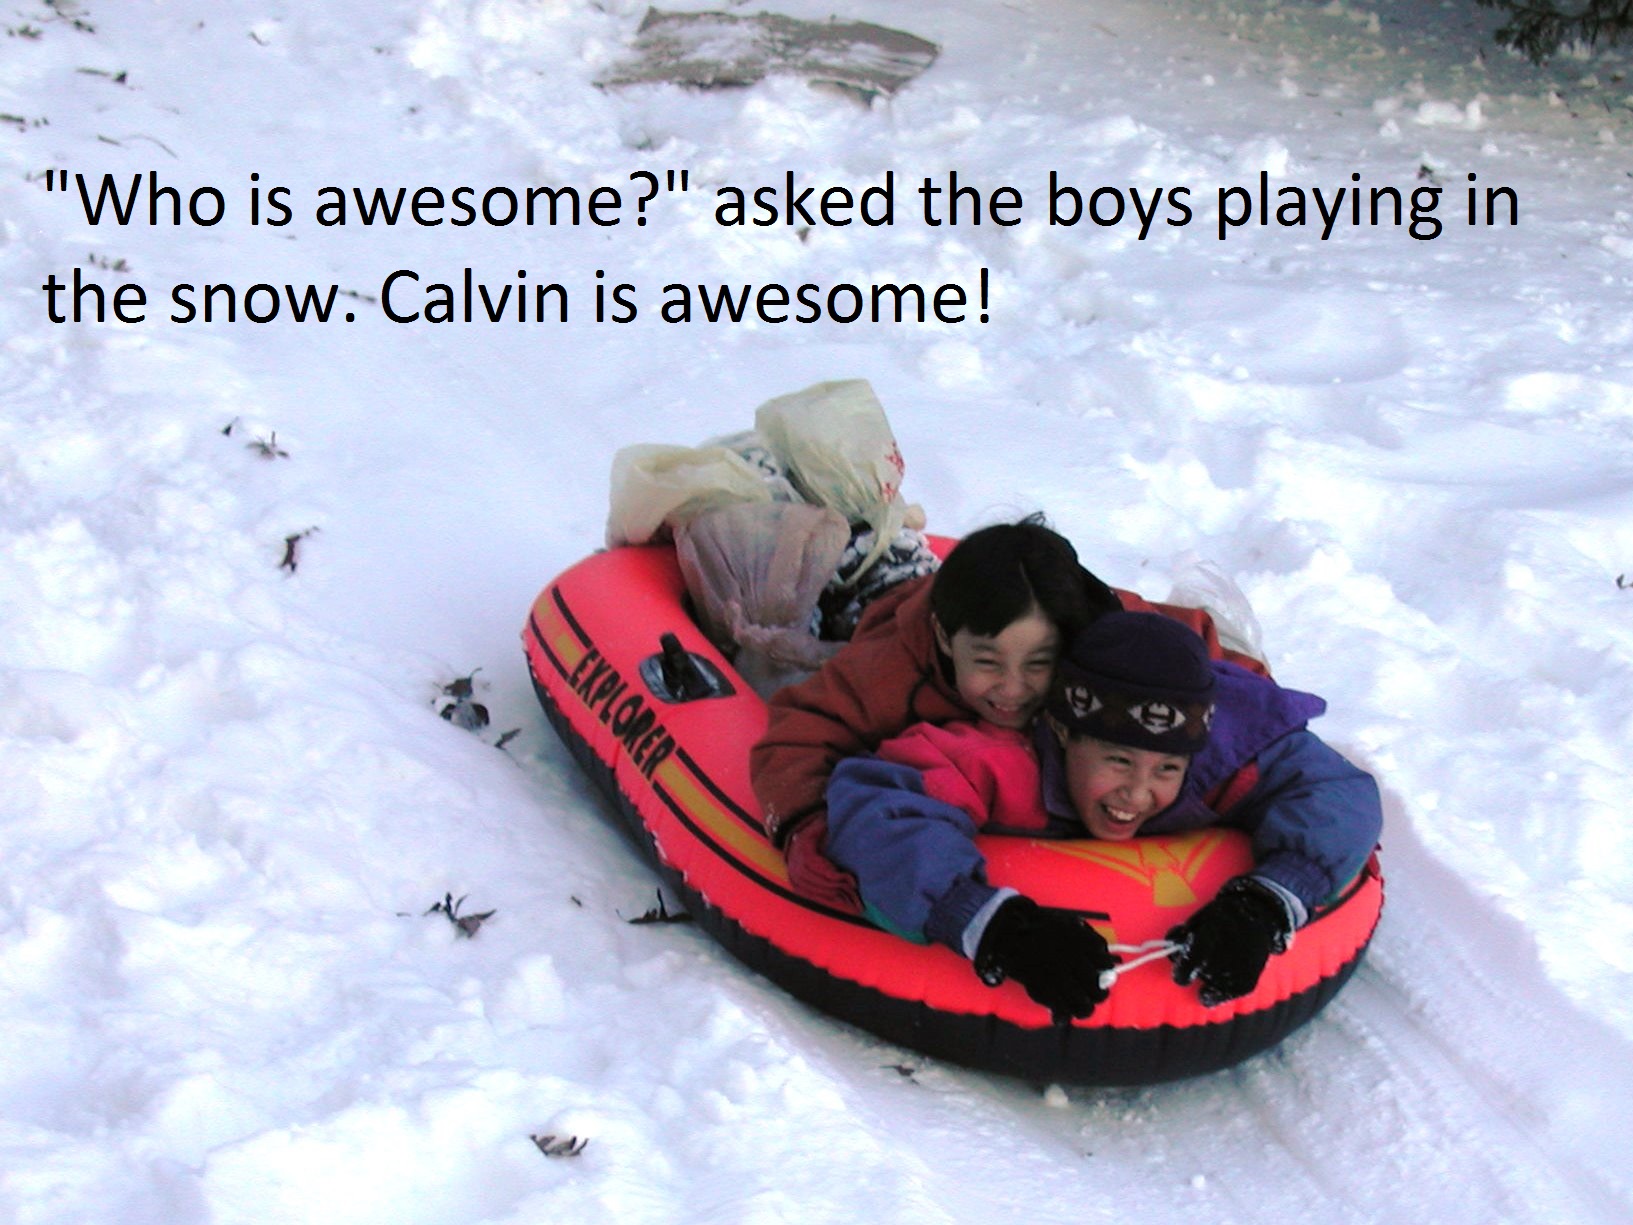 "Who is awesome?" asked the boys playing in
the snow. Calvin is awesome!
EXPLORER